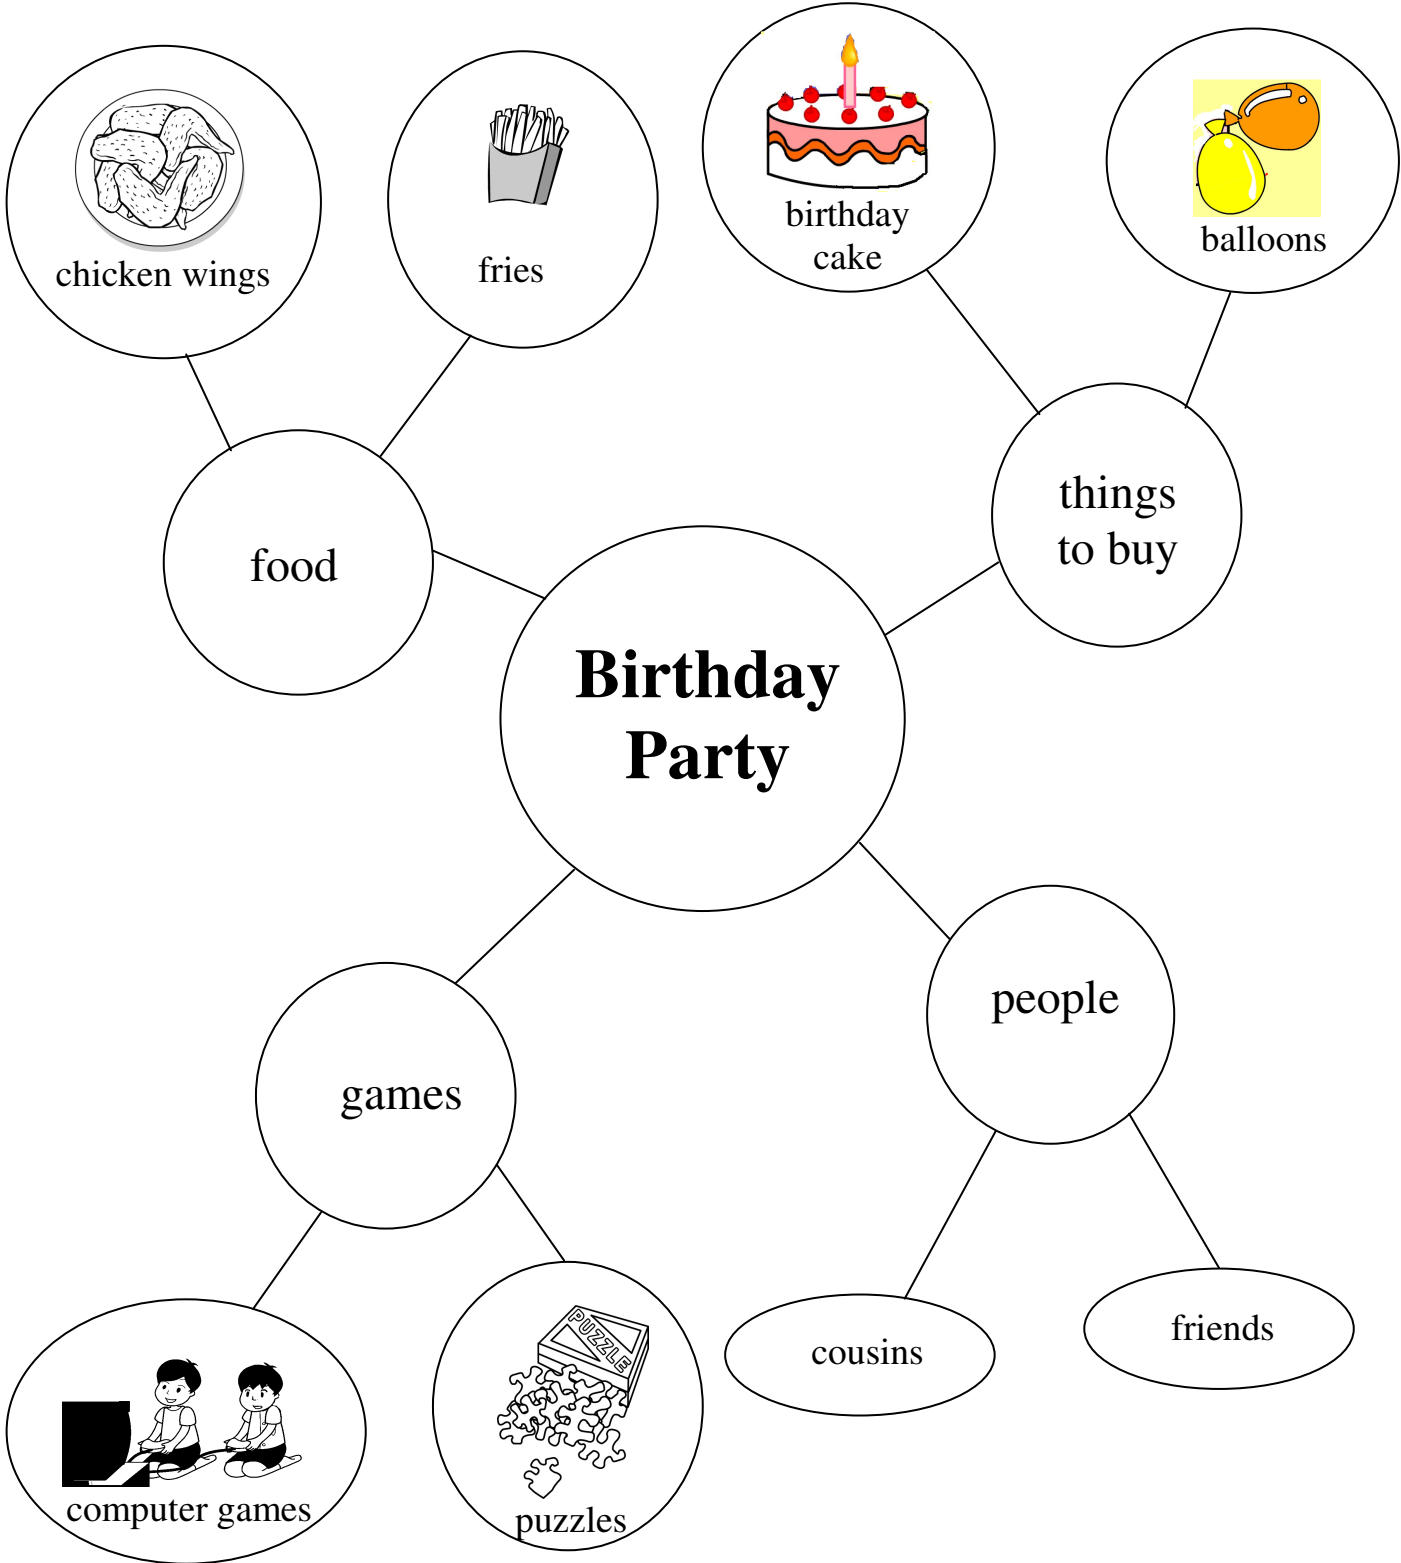 chicken wings
fries
birthday
cake
balloons
food
things
to buy
Birthday
Party
games
people
computer games
PUZZLE
puzzles
cousins
friends